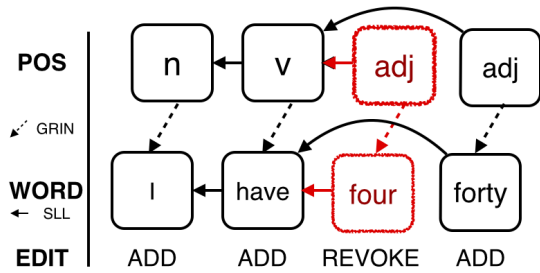 POS n v adj adj
GRIN
WORD I have four forty
SLL
EDIT ADD ADD REVOKE ADD